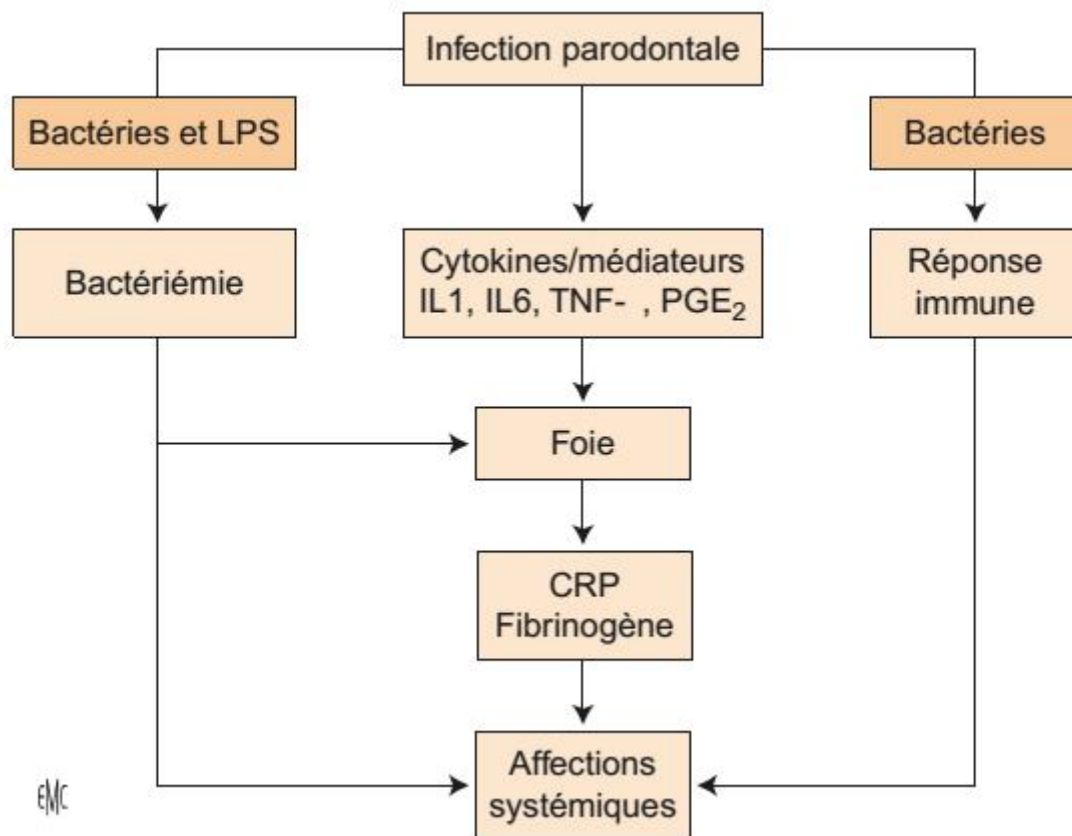 Infection parodontale
Bactéries et LPS
Bactéries
Bactériémie
Cytokines/médiateurs
IL1, IL6, TNF- , PGE₂
Réponse
immune
Foie
CRP
Fibrinogène
Affections
systémiques
EMC